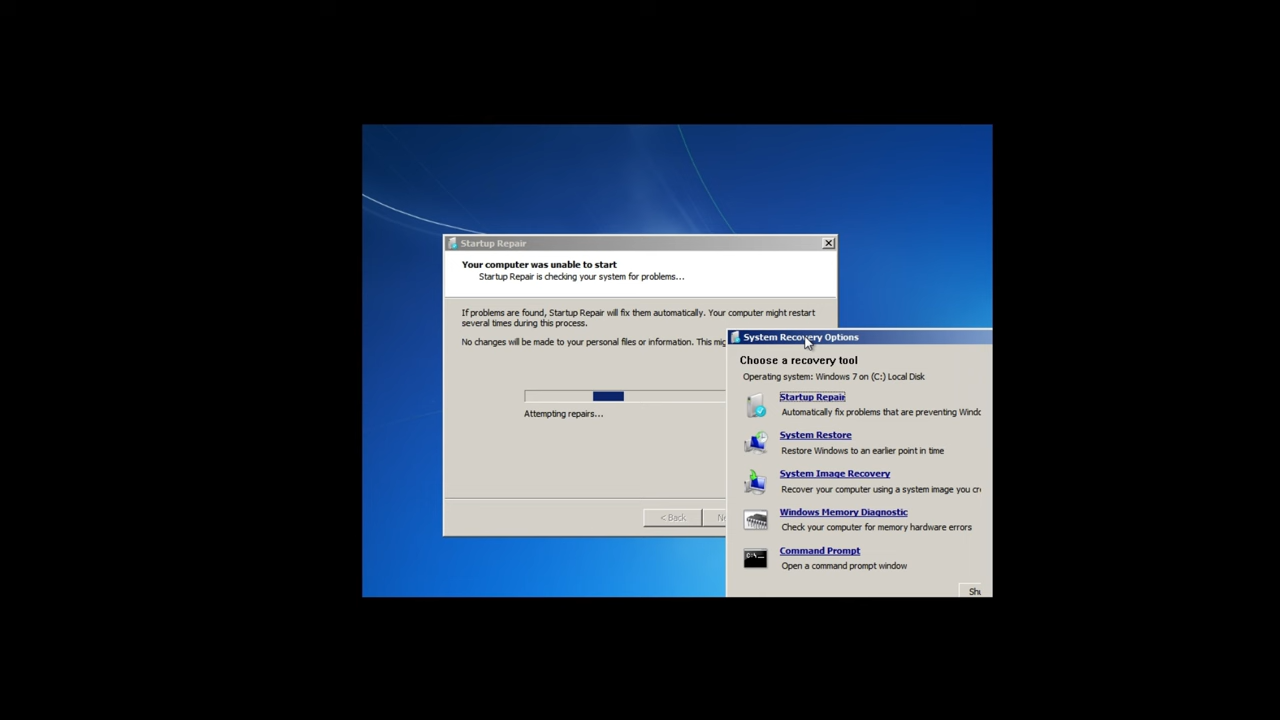 Startup Repair
Your computer was unable to start
Startup Repair is checking your system for problems...
If problems are found, Startup Repair will fix them automatically. Your computer might restart
several times during this process.
No changes will be made to your personal files or information. This
Attempting repairs...
< Back
System Recovery Options
Choose a recovery tool
Operating system: Windows 7 on (C:) Local Disk
Startup Repair
Automatically fix problems that are preventing
System Restore
Restore Windows to an earlier point in time
System Image Recovery
Recover your computer using a system image you
Windows Memory Diagnostic
Check your computer for memory hardware errors
Command Prompt
Open a command prompt window